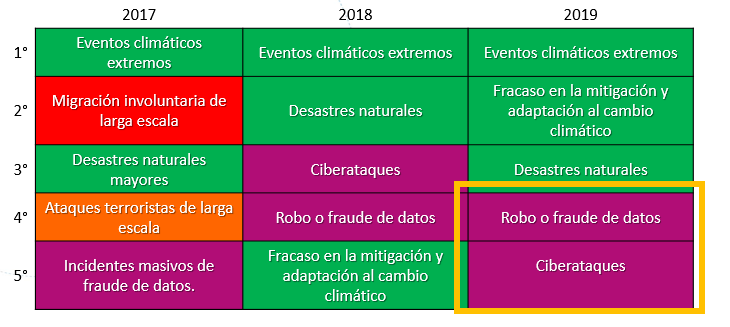 2017 2018 2019
1° Eventos climáticos extremos Eventos climáticos extremos Eventos climáticos extremos
2° Migración involuntaria de larga escala Desastres naturales Fracaso en la mitigación y adaptación al cambio climático
3° Desastres naturales mayores Ciberataques Desastres naturales
4° Ataques terroristas de larga escala Robo o fraude de datos Robo o fraude de datos
5° Incidentes masivos de fraude de datos. Fracaso en la mitigación y adaptación al cambio climático Ciberataques